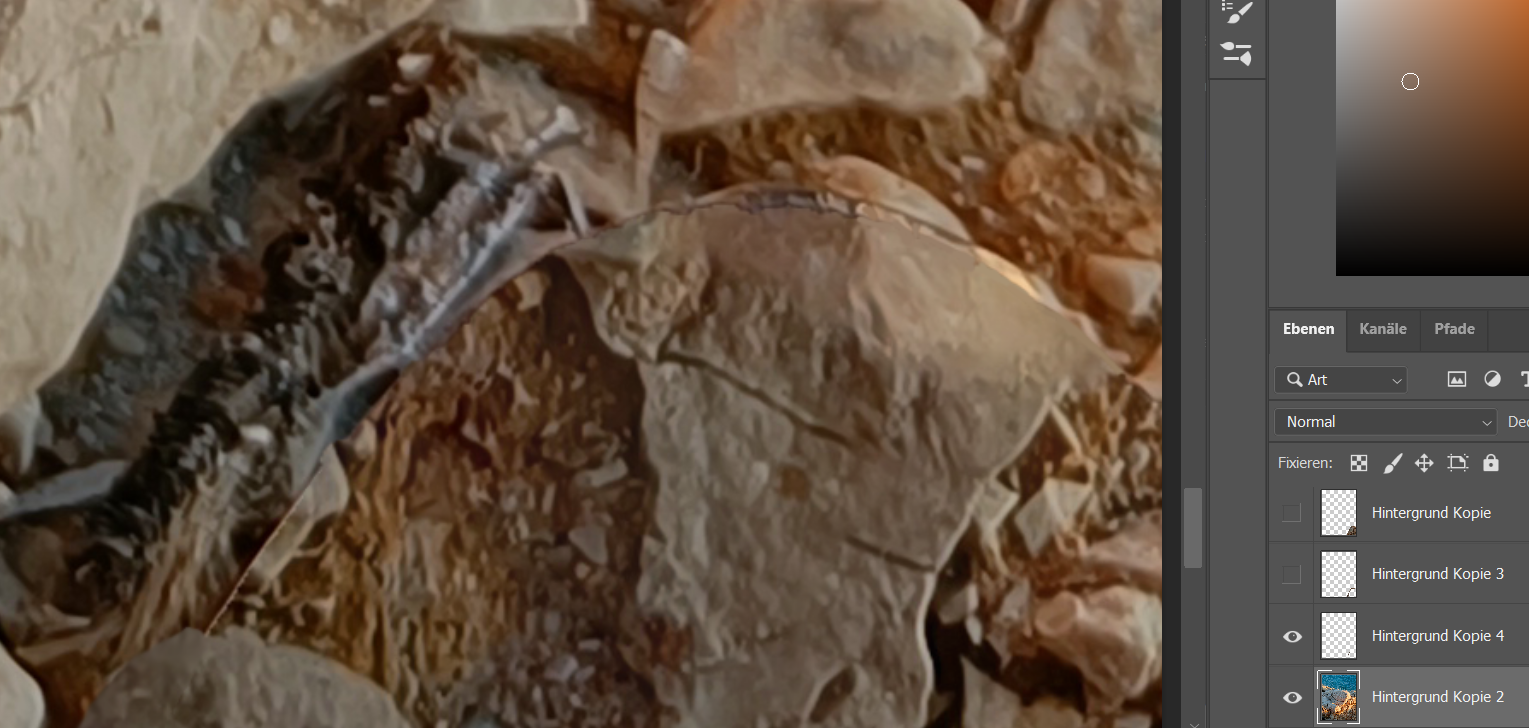 Ebenen Kanäle Pfade
Art
Normal
Fixieren:
Hintergrund Kopie
Hintergrund Kopie 3
Hintergrund Kopie 4
Hintergrund Kopie 2